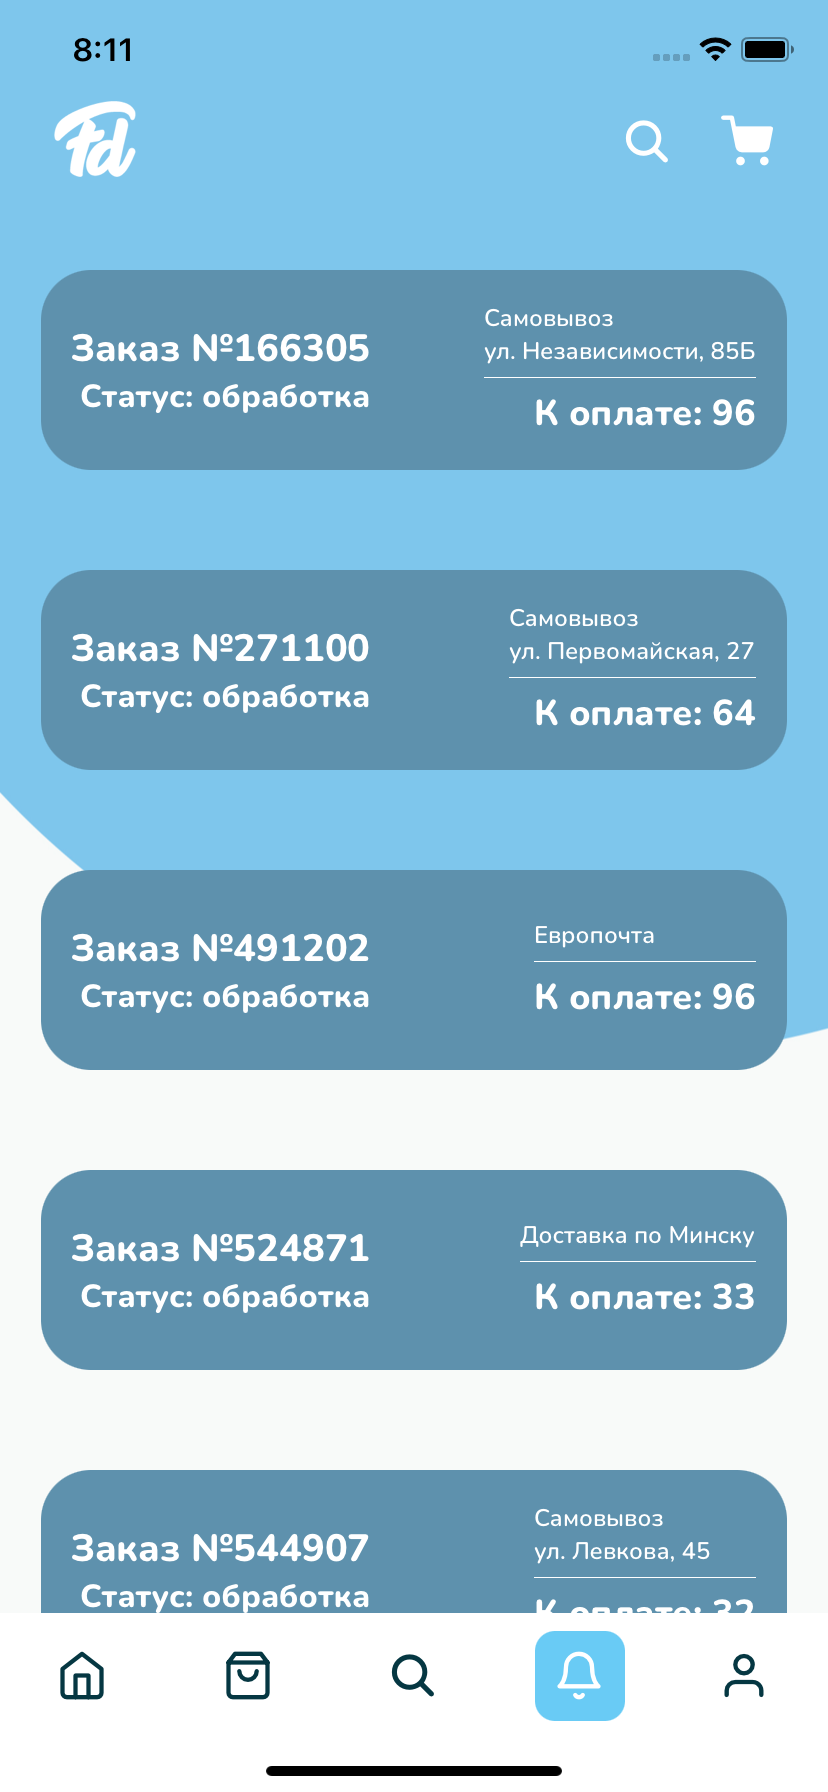 8:11
Fd
Заказ №166305
Статус: обработка
Самовывоз
ул. Независимости, 85Б
К оплате: 96
Заказ №271100
Статус: обработка
Самовывоз
ул. Первомайская, 27
К оплате: 64
Заказ №491202
Статус: обработка
Европочта
К оплате: 96
Заказ №524871
Статус: обработка
Доставка по Минску
К оплате: 33
Заказ №544907
Статус: обработка
Самовывоз
ул. Левкова, 45
К оплате: 32